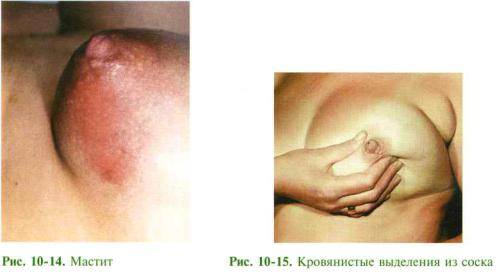 Рис. 10-14. Мастит
Рис. 10-15. Кровянистые выделения из соска